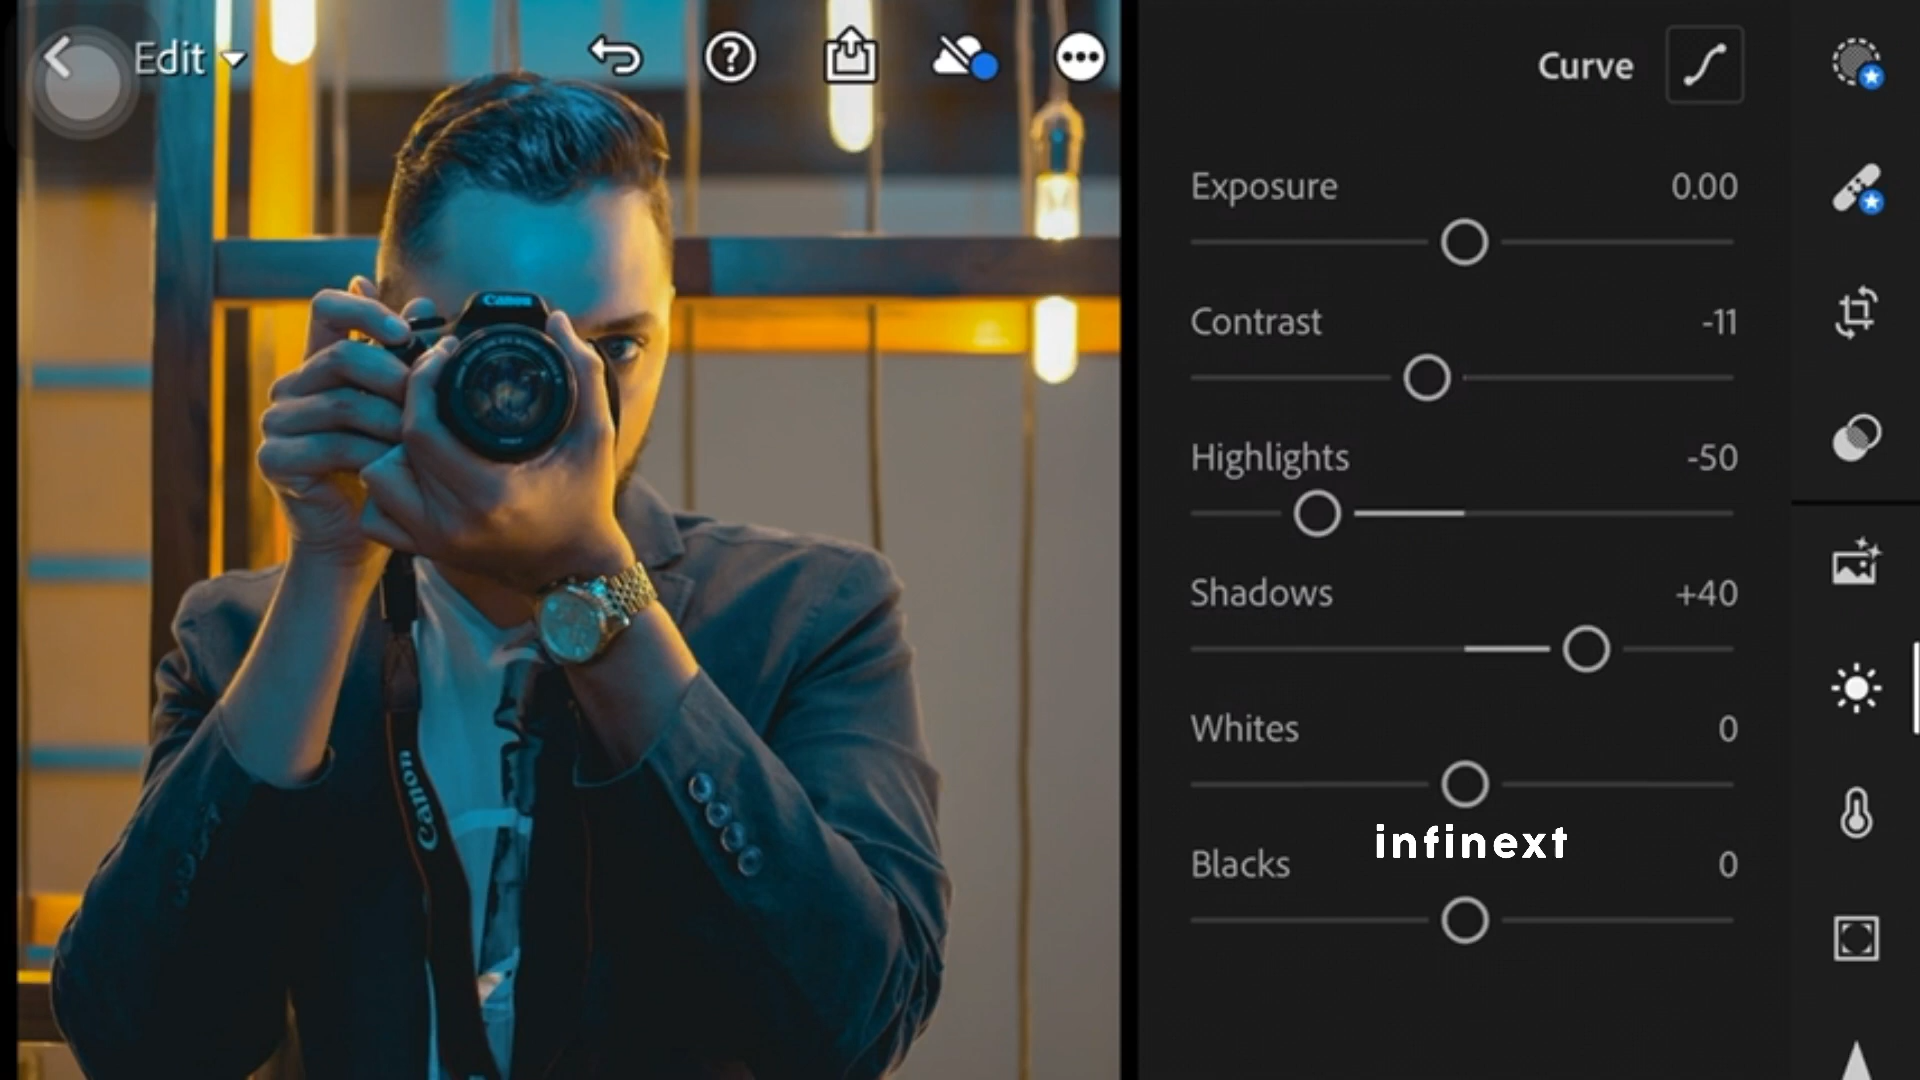 Edit
Curve
Exposure 0.00
Contrast -11
Highlights -50
Shadows +40
Whites 0
infinext
Blacks 0
Canon
Canon